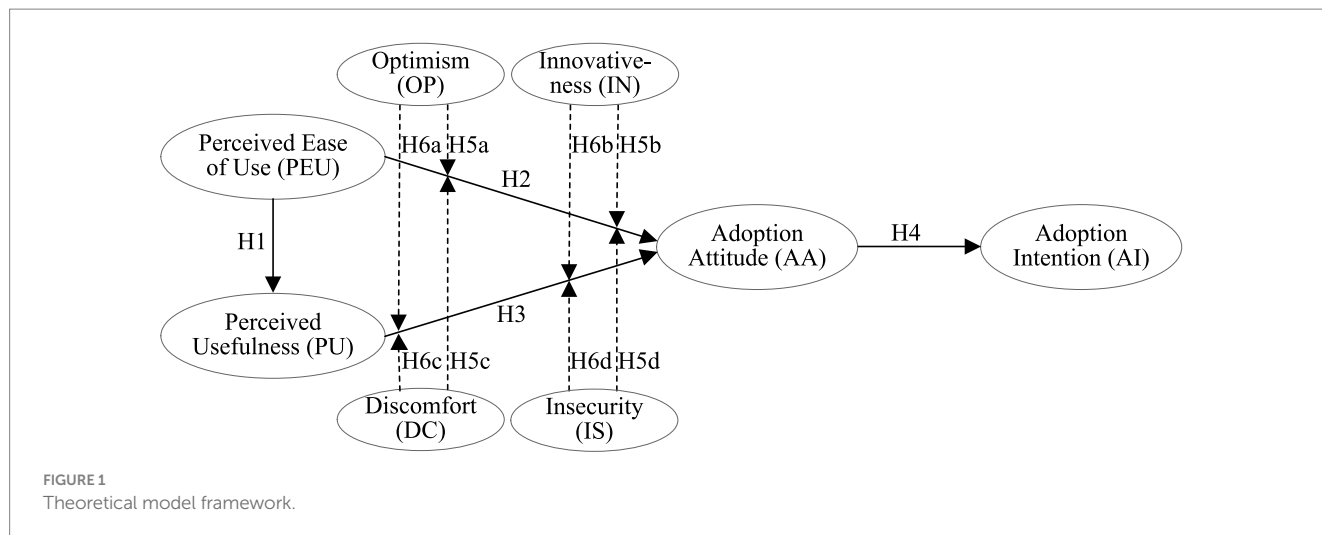 Optimism
(OP)
Innovative-
ness (IN)
Perceived Ease
of Use (PEU)
H6a
H5a
H6b
H5b
H2
H1
Adoption
Attitude (AA)
H4
Adoption
Intention (AI)
H3
Perceived
Usefulness (PU)
H6c
H5c
H6d
H5d
Discomfort
(DC)
Insecurity
(IS)
FIGURE 1
Theoretical model framework.